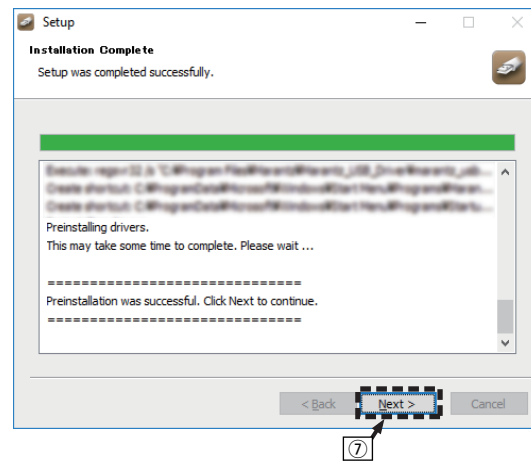 Setup
Installation Complete
Setup was completed successfully.
Preinstalling drivers.
This may take some time to complete. Please wait ...
==============================
Preinstallation was successful. Click Next to continue.
==============================
< Back Next > Cancel
⑦